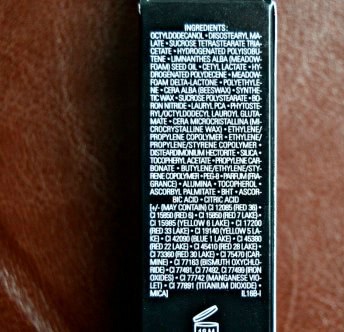 INGREDIENTS:
OCTYLDODECANOL • DIISOSTEARYL MA-
LATE • SUCROSE TETRASTEARATE TRIA-
CETATE • HYDROGENATED POLYISOBU-
TENE • LIMNANTHES ALBA (MEADOW-
FOAM) SEED OIL • CETYL LACTATE • HY-
DROGENATED POLYDECENE • MEADOW-
FOAM DELTA-LACTONE • POLYETHYLE-
NE • CERA ALBA (BEESWAX) • SYNTHE-
TIC WAX • SUCROSE POLYSTEARATE • BO-
RON NITRIDE • LAURYL PCA • PHYTOSTE-
RYL/OCTYLDODECYL LAUROYL GLUTA-
MATE • CERA MICROCRISTALLINA (MI-
CROCRYSTALLINE WAX) • ETHYLENE/
PROPYLENE COPOLYMER • ETHYLENE/
PROPYLENE/STYRENE COPOLYMER •
DISTEARDIMONIUM HECTORITE • SILICA •
TOCOPHERYL ACETATE • PROPYLENE CAR-
BONATE • BUTYLENE/ETHYLENE/STY-
RENE COPOLYMER • PEG-8 • PARFUM (FRA-
GRANCE) • ALUMINA • TOCOPHEROL •
ASCORBYL PALMITATE • BHT • ASCOR-
BIC ACID • CITRIC ACID
[+/- (MAY CONTAIN) CI 12085 (RED 36) •
CI 15850 (RED 6) • CI 15850 (RED 7 LAKE) •
CI 15985 (YELLOW 6 LAKE) • CI 17200
(RED 33 LAKE) • CI 19140 (YELLOW 5 LA-
KE) • CI 42090 (BLUE 1 LAKE) • CI 45380
(RED 22 LAKE) • CI 45410 (RED 28 LAKE) •
CI 73360 (RED 30 LAKE) • CI 75470 (CAR-
MINE) • CI 77163 (BISMUTH OXYCHLO-
RIDE) • CI 77491, CI 77492, CI 77499 (IRON
OXIDES) • CI 77742 (MANGANESE VIO-
LET) • CI 77891 (TITANIUM DIOXIDE) •
MICA] IL16B-I
18M